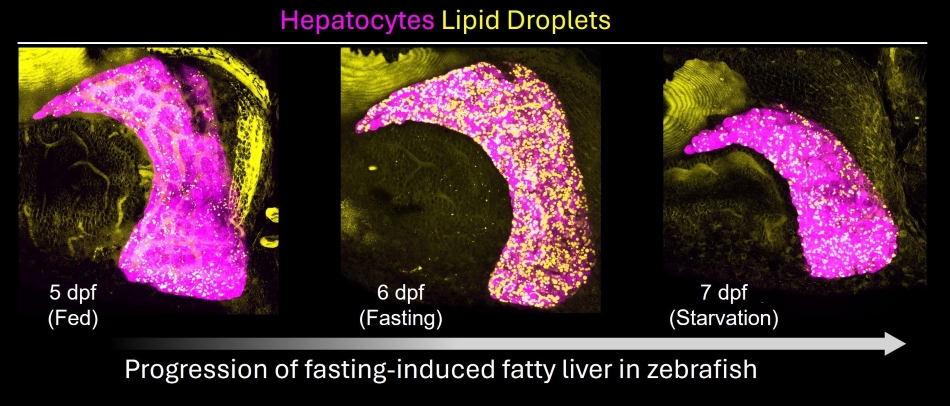 Hepatocytes Lipid Droplets
5 dpf
(Fed)
6 dpf
(Fasting)
7 dpf
(Starvation)
Progression of fasting-induced fatty liver in zebrafish